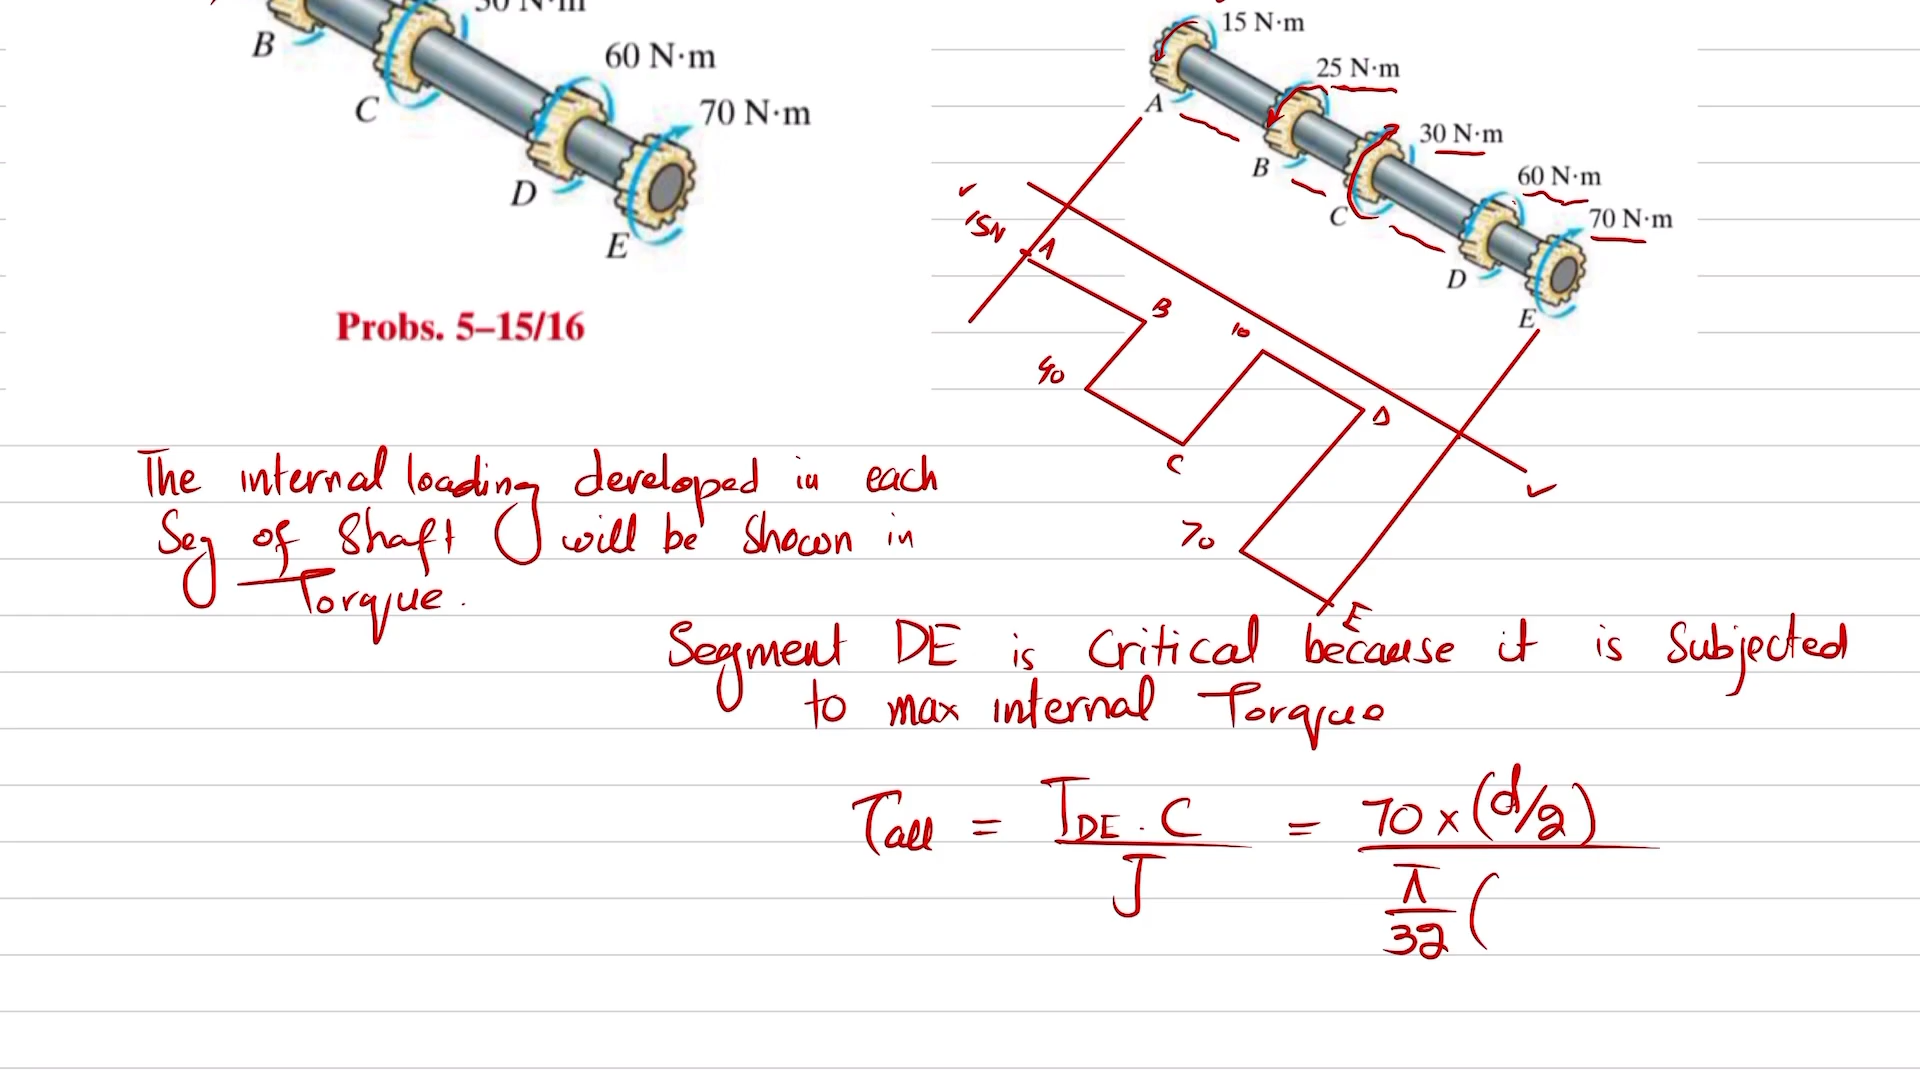 B
C
60 N·m
70 N·m
D
E
Probs. 5–15/16
15 N·m
25 N·m
30 N·m
60 N·m
70 N·m
A
B
C
D
E
15N
A
B
10
40
D
C
70
E
The internal loading developed in each
Seg of Shaft will be shown in
Torque.
Segment DE is Critical because it is Subjected
to max internal Torque
τall = TDE . C / J = 70 x (d/2) / π/32 (